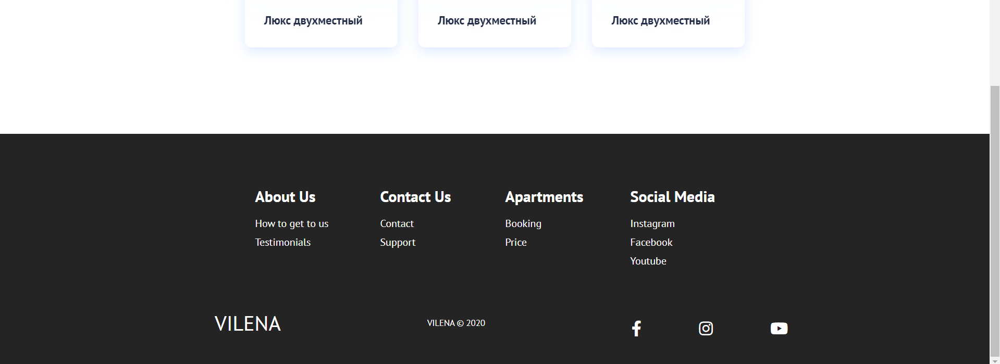 Люкс двухместный
Люкс двухместный
Люкс двухместный
About Us
How to get to us
Testimonials
Contact Us
Contact
Support
Apartments
Booking
Price
Social Media
Instagram
Facebook
Youtube
VILENA
VILENA © 2020